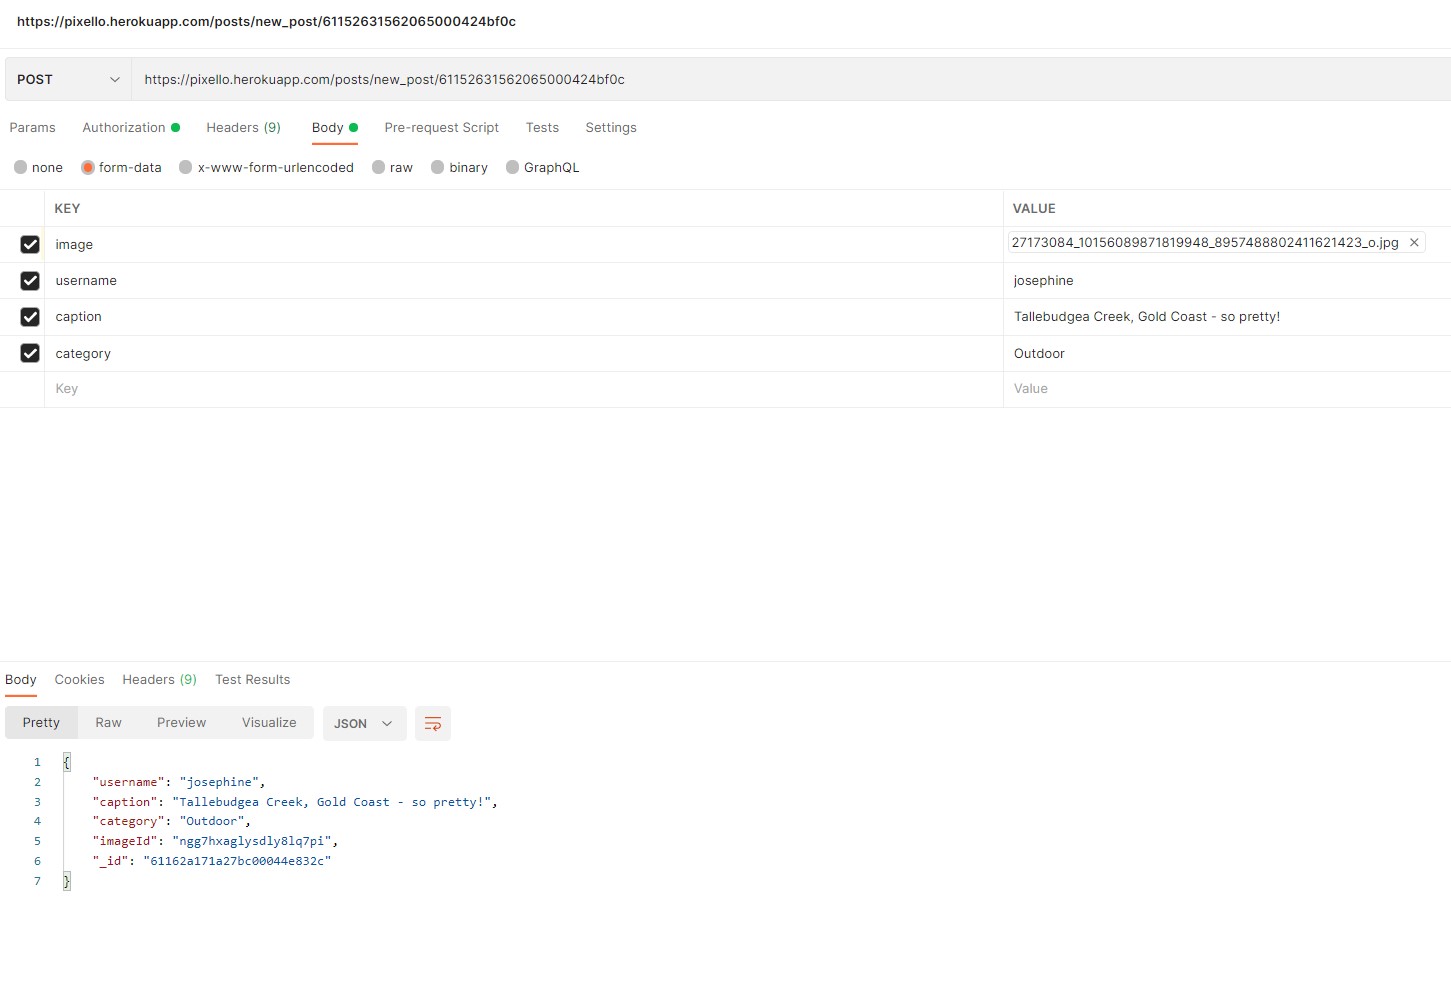 https://pixello.herokuapp.com/posts/new_post/61152631562065000424bf0c
POST https://pixello.herokuapp.com/posts/new_post/61152631562065000424bf0c
Params Authorization Headers (9) Body Pre-request Script Tests Settings
none form-data x-www-form-urlencoded raw binary GraphQL
KEY VALUE
image 27173084_10156089871819948_8957488802411621423_o.jpg
username josephine
caption Tallebudgea Creek, Gold Coast - so pretty!
category Outdoor
Key Value
Body Cookies Headers (9) Test Results
Pretty Raw Preview Visualize JSON
1 {
2 "username": "josephine",
3 "caption": "Tallebudgea Creek, Gold Coast - so pretty!",
4 "category": "Outdoor",
5 "imageId": "ngg7hxaglysdly8lq7pi",
6 "_id": "61162a171a27bc00044e832c"
7 }